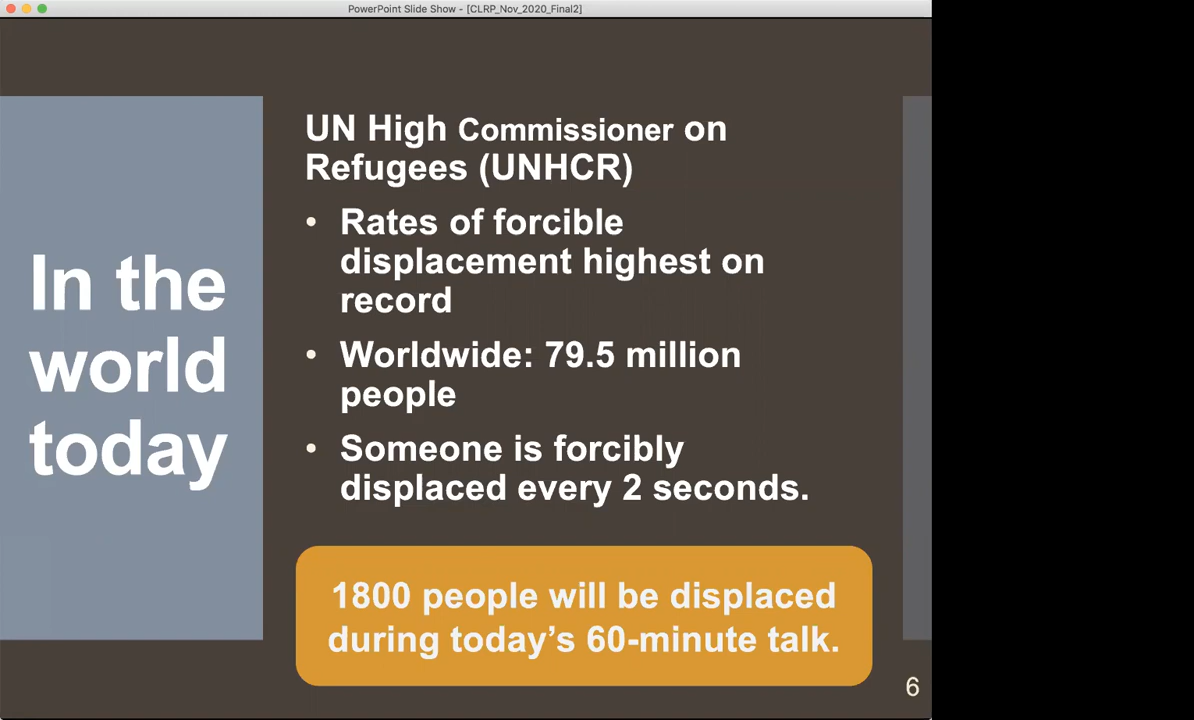 PowerPoint Slide Show - [CLRP_Nov_2020_Final2]
In the
world
today
UN High Commissioner on
Refugees (UNHCR)
• Rates of forcible
displacement highest on
record
• Worldwide: 79.5 million
people
• Someone is forcibly
displaced every 2 seconds.
1800 people will be displaced
during today’s 60-minute talk.
6